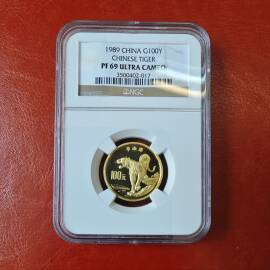 1989 CHINA G100Y
CHINESE TIGER
PF 69 ULTRA CAMEO
3500402-017
NGC
100元